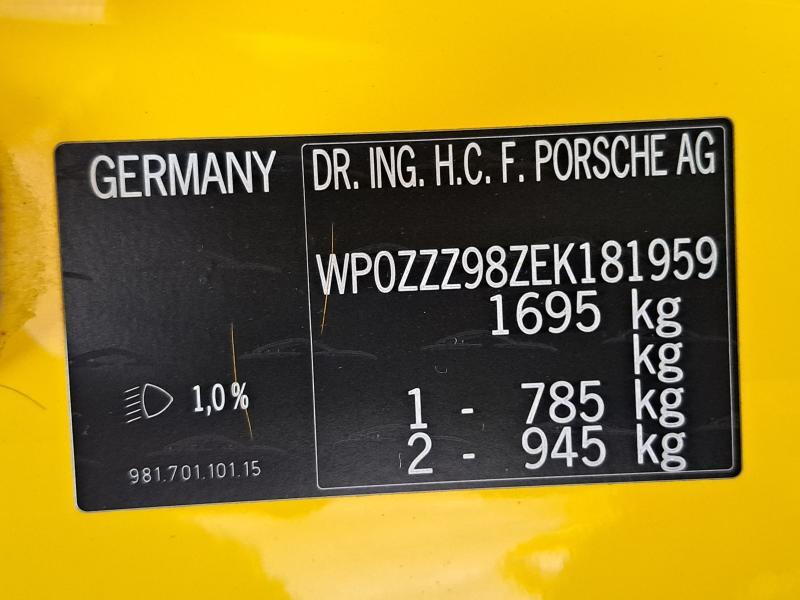 GERMANY
DR. ING. H.C. F. PORSCHE AG
WP0ZZZ98ZEK181959
1695 kg
kg
1 - 785 kg
2 - 945 kg
1,0%
981.701.101.15